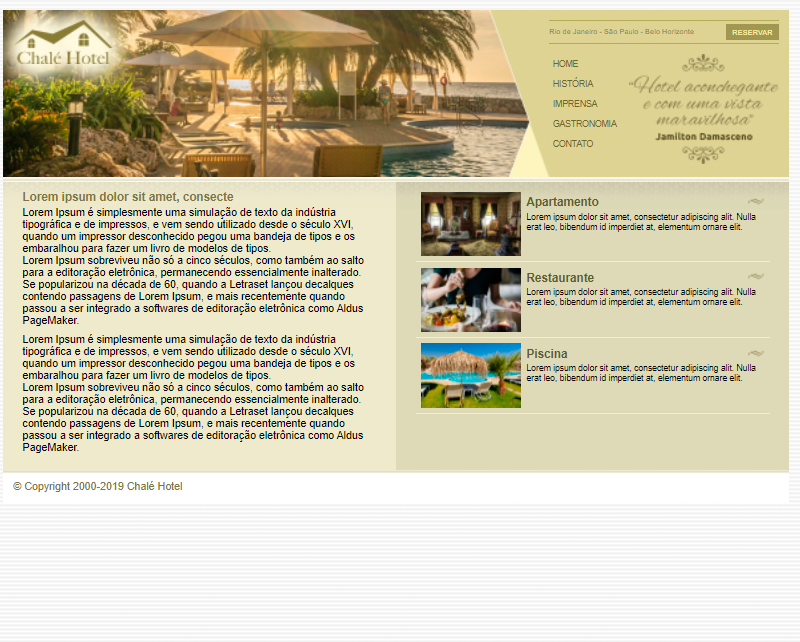 Chalé Hotel
Rio de Janeiro - São Paulo - Belo Horizonte
RESERVAR
HOME
HISTÓRIA
IMPRENSA
GASTRONOMIA
CONTATO
"Hotel aconchegante
e com uma vista
maravilhosa"
Jamilton Damasceno
Lorem ipsum dolor sit amet, consecte
Lorem Ipsum é simplesmente uma simulação de texto da indústria
tipográfica e de impressos, e vem sendo utilizado desde o século XVI,
quando um impressor desconhecido pegou uma bandeja de tipos e os
embaralhou para fazer um livro de modelos de tipos.
Lorem Ipsum sobreviveu não só a cinco séculos, como também ao salto
para a editoração eletrônica, permanecendo essencialmente inalterado.
Se popularizou na década de 60, quando a Letraset lançou decalques
contendo passagens de Lorem Ipsum, e mais recentemente quando
passou a ser integrado a softwares de editoração eletrônica como Aldus
PageMaker.
Lorem Ipsum é simplesmente uma simulação de texto da indústria
tipográfica e de impressos, e vem sendo utilizado desde o século XVI,
quando um impressor desconhecido pegou uma bandeja de tipos e os
embaralhou para fazer um livro de modelos de tipos.
Lorem Ipsum sobreviveu não só a cinco séculos, como também ao salto
para a editoração eletrônica, permanecendo essencialmente inalterado.
Se popularizou na década de 60, quando a Letraset lançou decalques
contendo passagens de Lorem Ipsum, e mais recentemente quando
passou a ser integrado a softwares de editoração eletrônica como Aldus
PageMaker.
Apartamento
Lorem ipsum dolor sit amet, consectetur adipiscing alit. Nulla
erat leo, bibendum id imperdiet at, elementum ornare elit.
Restaurante
Lorem ipsum dolor sit amet, consectetur adipiscing alit. Nulla
erat leo, bibendum id imperdiet at, elementum ornare elit.
Piscina
Lorem ipsum dolor sit amet, consectetur adipiscing alit. Nulla
erat leo, bibendum id imperdiet at, elementum ornare elit.
© Copyright 2000-2019 Chalé Hotel